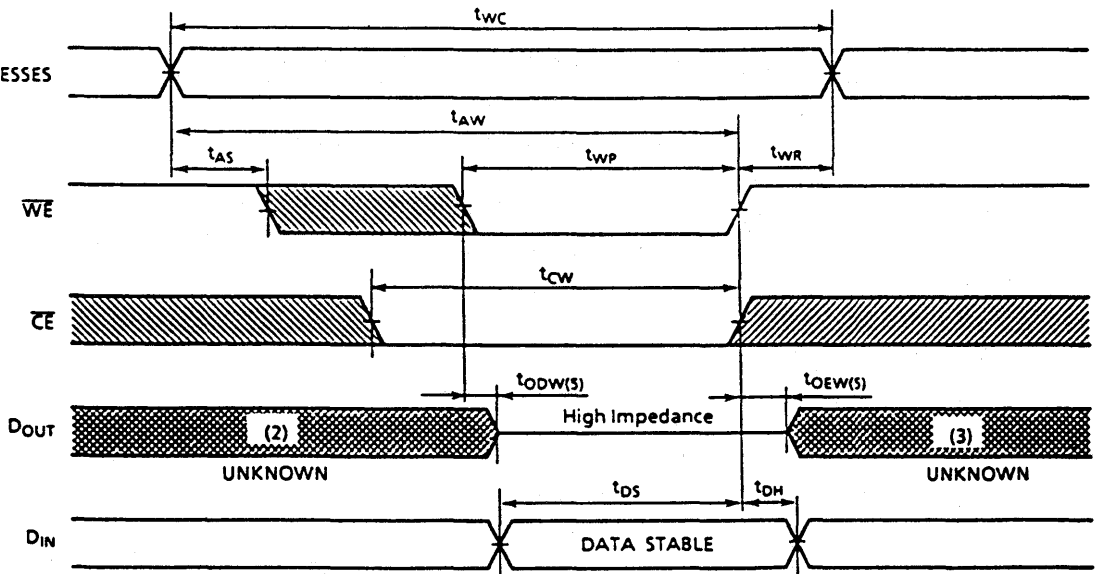 tWC
ESSES
tAW
tAS
tWP
tWR
WE
tCW
CE
tODW(5)
tOEW(5)
High Impedance
DOUT
(2)
(3)
UNKNOWN
UNKNOWN
tDS
tDH
DIN
DATA STABLE